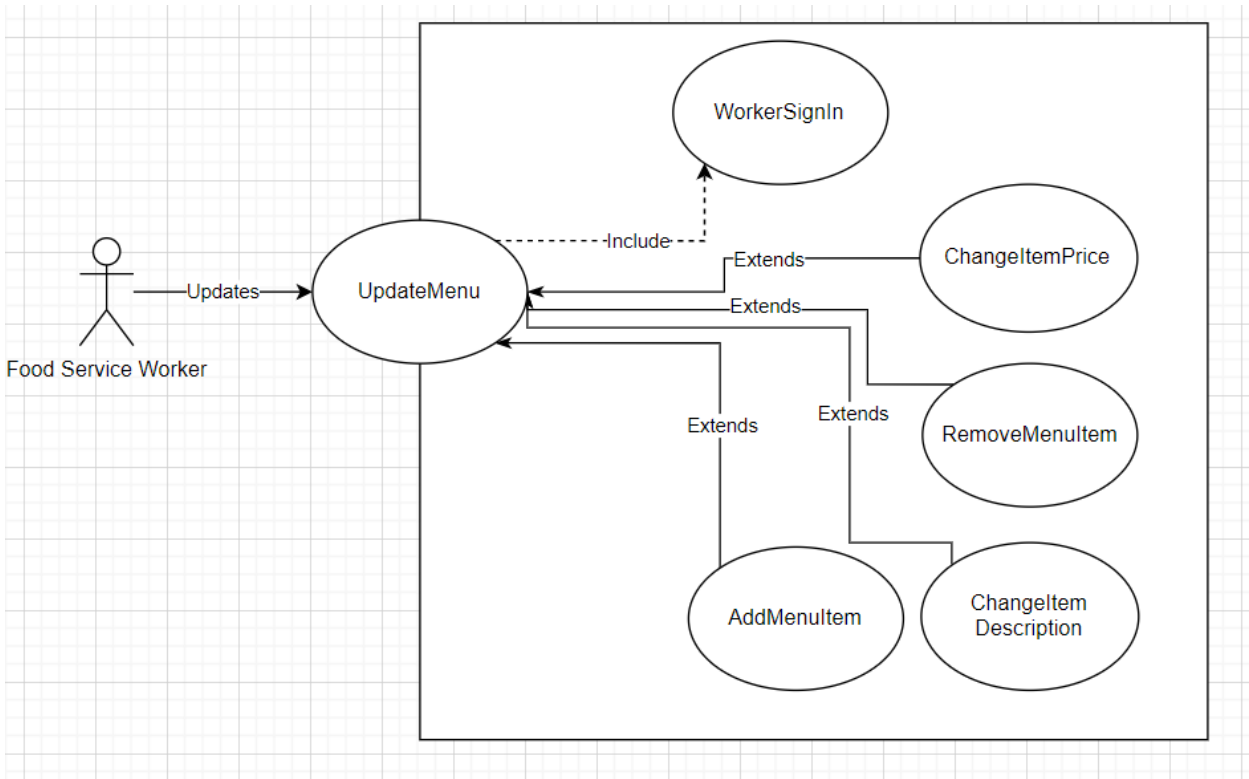 WorkerSignIn
Include
ChangeItemPrice
Extends
Updates
UpdateMenu
Extends
Food Service Worker
Extends
Extends
RemoveMenuItem
AddMenuItem
ChangeItem
Description